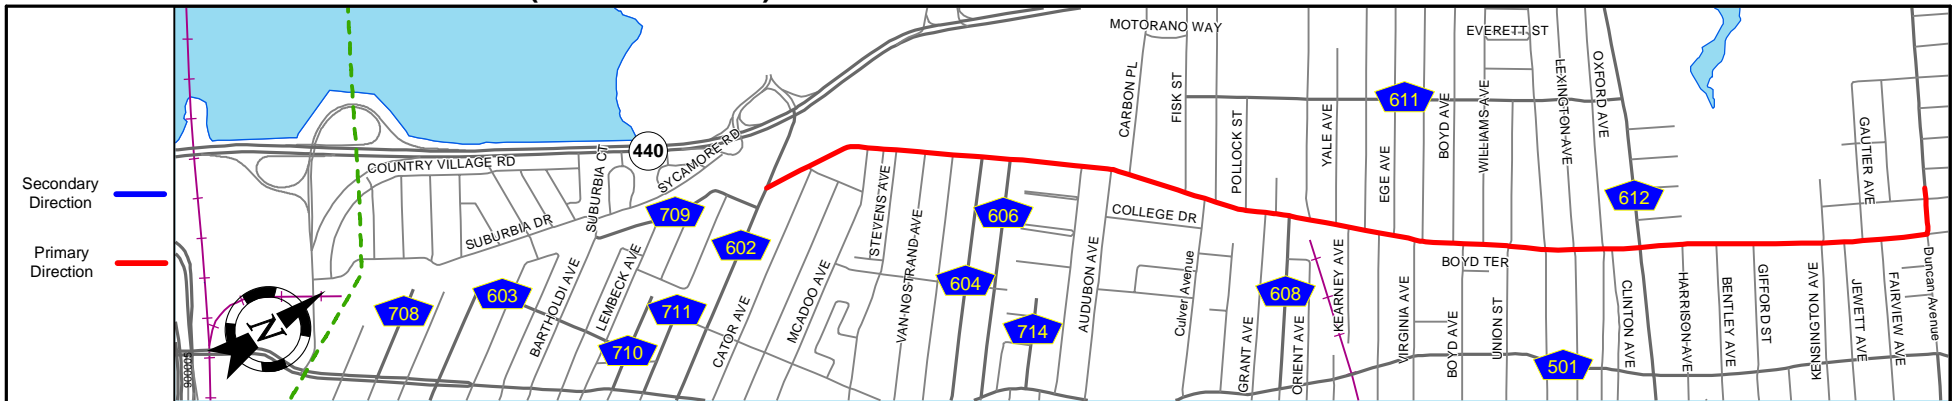 MOTORANO WAY
EVERETT ST
CARBON PL
FISK ST
POLLOCK ST
YALE AVE
EGE AVE
611
BOYD AVE
WILLIAMS AVE
LEXINGTON AVE
OXFORD AVE
GAUTIER AVE
COUNTRY VILLAGE RD
SUBURBIA CT
440
SYCAMORE RD
Secondary
Direction
SUBURBIA DR
709
602
STEVENS AVE
VAN NOSTRAND AVE
606
COLLEGE DR
612
Primary
Direction
BOYD TER
708
603
BARTHOLDI AVE
LEMBECK AVE
711
710
CATOR AVE
MCADOO AVE
604
714
AUDUBON AVE
Culver Avenue
608
GRANT AVE
ORIENT AVE
KEARNEY AVE
VIRGINIA AVE
BOYD AVE
UNION ST
501
CLINTON AVE
HARRISON AVE
BENTLEY AVE
GIFFORD ST
KENSINGTON AVE
JEWETT AVE
FAIRVIEW AVE
Duncan Avenue
N